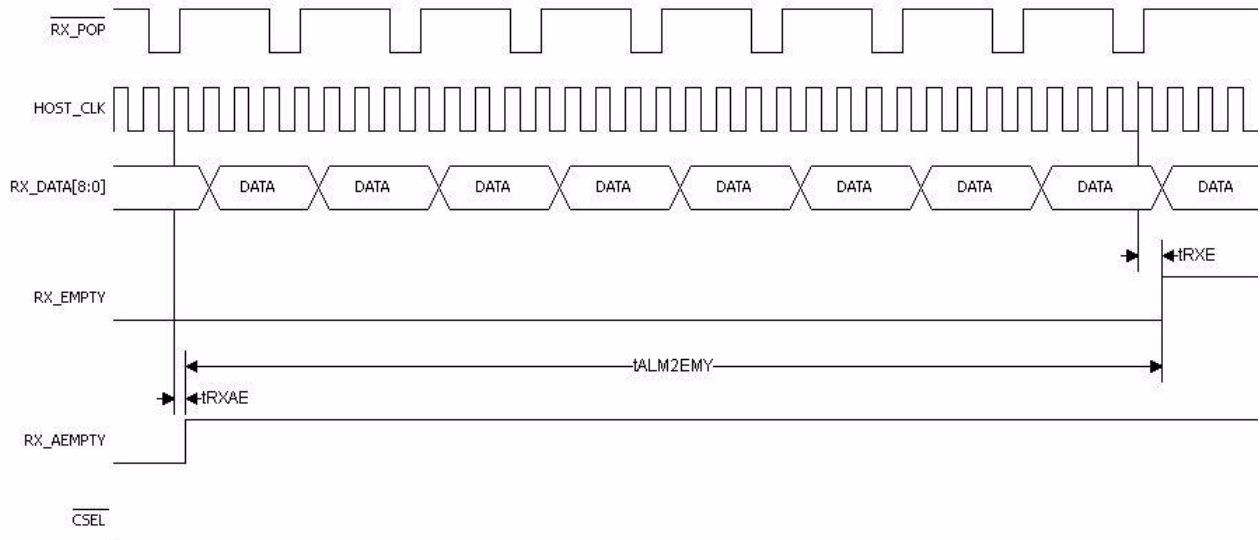 RX_POP
HOST_CLK
RX_DATA[8:0] DATA DATA DATA DATA DATA DATA DATA DATA DATA
tRXE
RX_EMPTY
tALM2EMY
tRXAE
RX_AEMPTY
CSEL